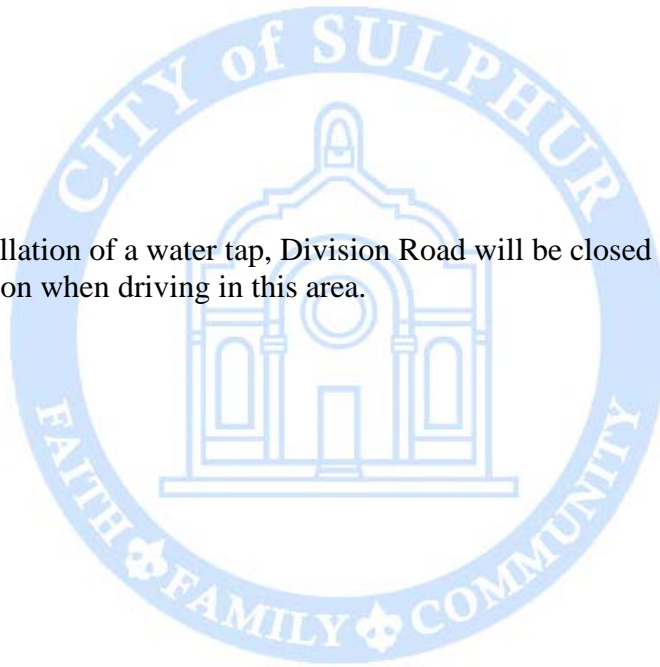 CITY of SULPHUR
llation of a water tap, Division Road will be closed
on when driving in this area.
FAITH FAMILY COMMUNITY